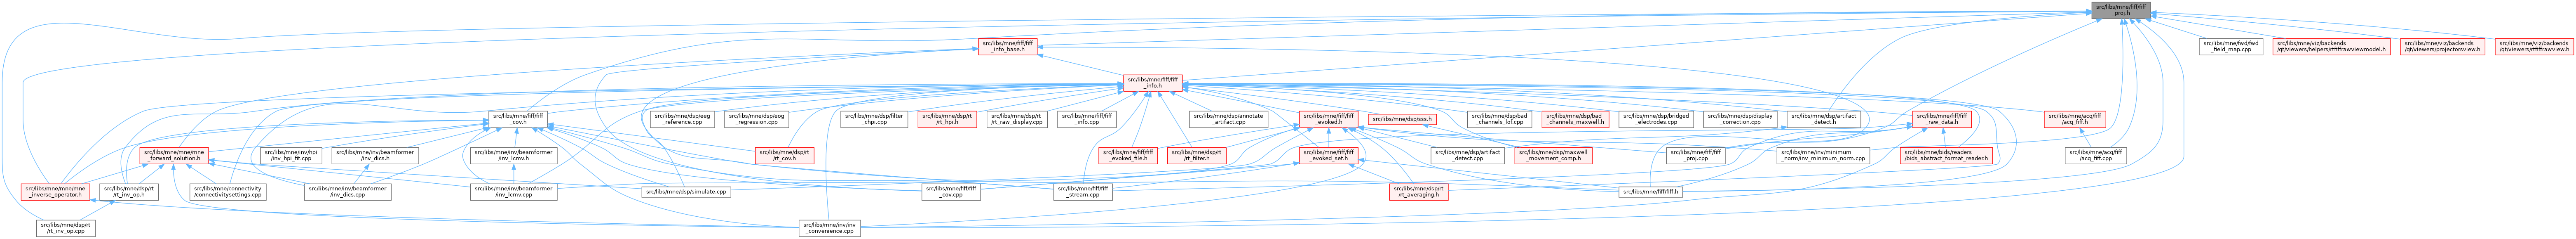 src/libs/mne/fiff/fiff
_proj.h
src/libs/mne/fiff/fiff
_info_base.h
src/libs/mne/fwd/fwd
_field_map.cpp
src/libs/mne/viz/backends
/qt/viewers/helpers/rtfiffrawviewmodel.h
src/libs/mne/viz/backends
/qt/viewers/projectorsview.h
src/libs/mne/viz/backends
/qt/viewers/rtfiffrawview.h
src/libs/mne/fiff/fiff
_info.h
src/libs/mne/fiff/fiff
_cov.h
src/libs/mne/dsp/eeg
_reference.cpp
src/libs/mne/dsp/eog
_regression.cpp
src/libs/mne/dsp/filter
_chpi.cpp
src/libs/mne/dsp/rt
/rt_hpi.h
src/libs/mne/dsp/rt
/rt_raw_display.cpp
src/libs/mne/fiff/fiff
_info.cpp
src/libs/mne/dsp/annotate
_artifact.cpp
src/libs/mne/fiff/fiff
_evoked.h
src/libs/mne/dsp/sss.h
src/libs/mne/dsp/bad
_channels_lof.cpp
src/libs/mne/dsp/bad
_channels_maxwell.h
src/libs/mne/dsp/bridged
_electrodes.cpp
src/libs/mne/dsp/display
_correction.cpp
src/libs/mne/dsp/artifact
_detect.h
src/libs/mne/fiff/fiff
_raw_data.h
src/libs/mne/acq/fiff
/acq_fiff.h
src/libs/mne/mne/mne
_forward_solution.h
src/libs/mne/inv/hpi
/inv_hpi_fit.cpp
src/libs/mne/inv/beamformer
/inv_dics.h
src/libs/mne/inv/beamformer
/inv_lcmv.h
src/libs/mne/dsp/rt
/rt_cov.h
src/libs/mne/fiff/fiff
_evoked_file.h
src/libs/mne/dsp/rt
/rt_filter.h
src/libs/mne/fiff/fiff
_evoked_set.h
src/libs/mne/dsp/artifact
_detect.cpp
src/libs/mne/dsp/maxwell
_movement_comp.h
src/libs/mne/fiff/fiff
_proj.cpp
src/libs/mne/inv/minimum
_norm/inv_minimum_norm.cpp
src/libs/mne/bids/readers
/bids_abstract_format_reader.h
src/libs/mne/acq/fiff
/acq_fiff.cpp
src/libs/mne/mne/mne
_inverse_operator.h
src/libs/mne/dsp/rt
/rt_inv_op.h
src/libs/mne/connectivity
/connectivitysettings.cpp
src/libs/mne/inv/beamformer
/inv_dics.cpp
src/libs/mne/inv/beamformer
/inv_lcmv.cpp
src/libs/mne/dsp/simulate.cpp
src/libs/mne/fiff/fiff
_cov.cpp
src/libs/mne/fiff/fiff
_stream.cpp
src/libs/mne/dsp/rt
/rt_averaging.h
src/libs/mne/fiff/fiff.h
src/libs/mne/dsp/rt
/rt_inv_op.cpp
src/libs/mne/inv/inv
_convenience.cpp